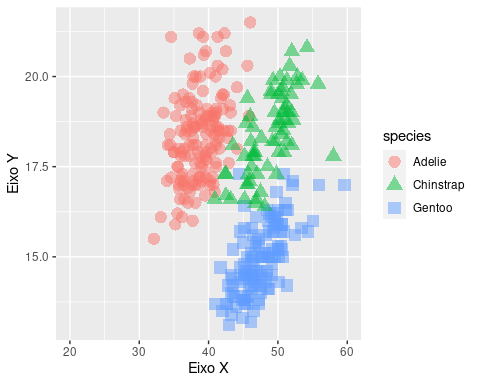 20.0
17.5
15.0
Eixo Y
20
30
40
50
60
Eixo X
species
Adelie
Chinstrap
Gentoo